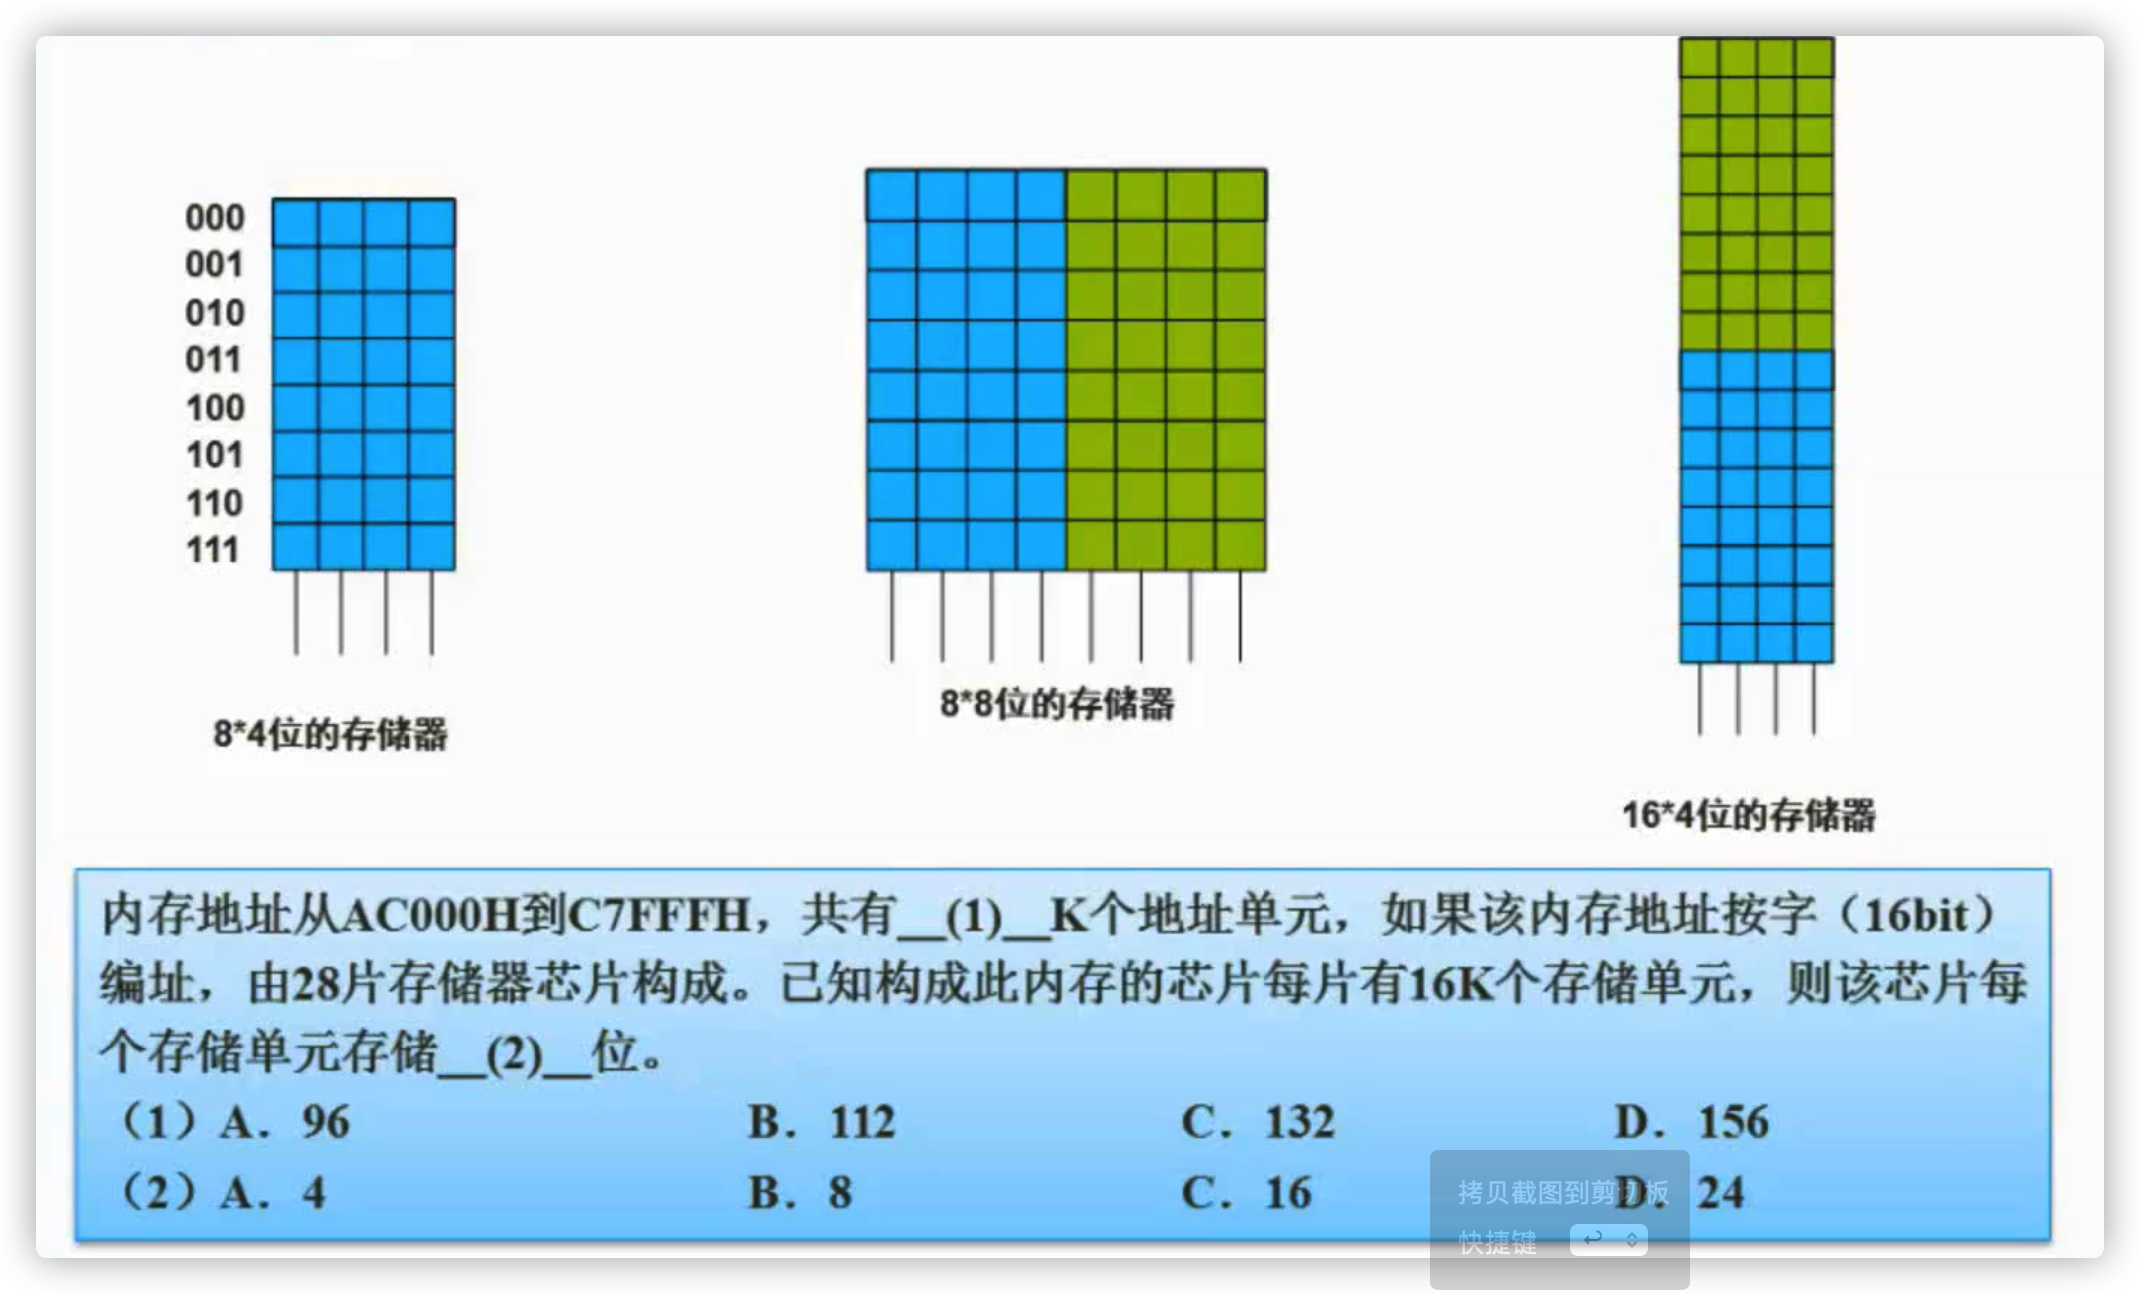 000
001
010
011
100
101
110
111
8*4位的存储器
8*8位的存储器
16*4位的存储器
内存地址从AC000H到C7FFFH，共有__(1)__K个地址单元，如果该内存地址按字（16bit）
编址，由28片存储器芯片构成。已知构成此内存的芯片每片有16K个存储单元，则该芯片每
个存储单元存储__(2)__位。
（1）A．96 B．112 C．132 D．156
（2）A．4 B．8 C．16 D．24
拷贝截图到剪切板
快捷键